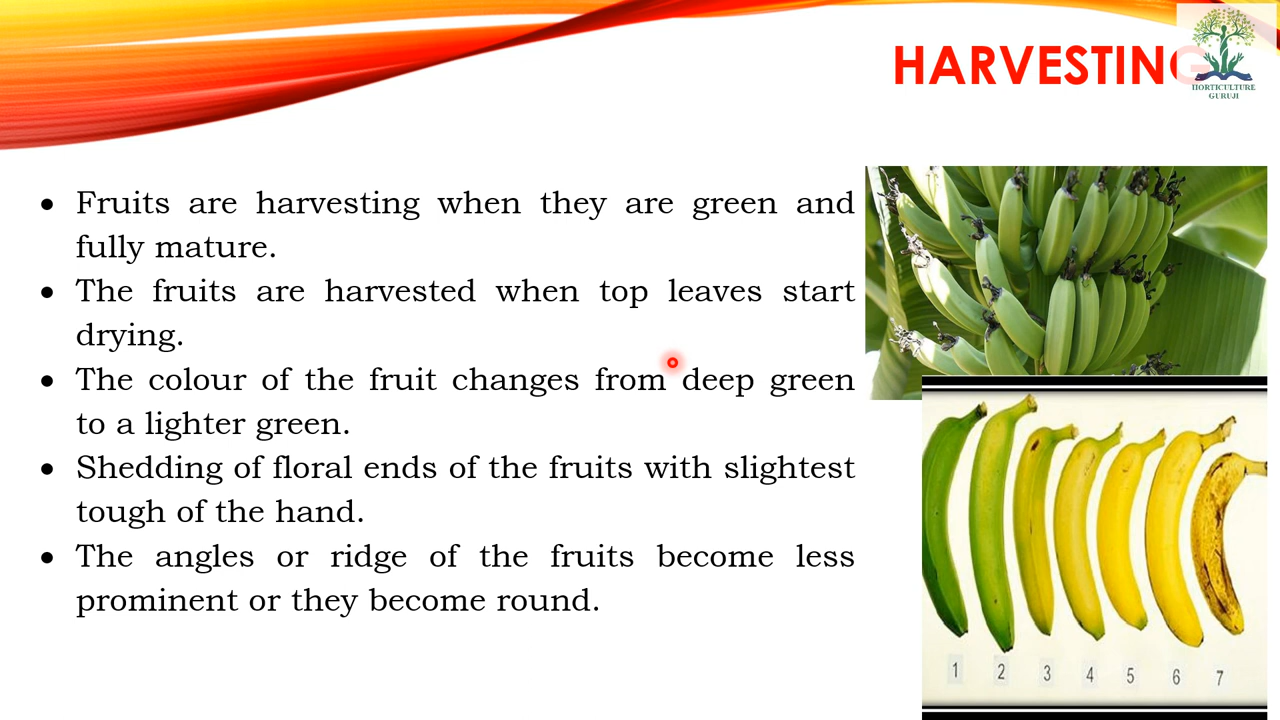 HARVESTING
HORTICULTURE
GURUJI
• Fruits are harvesting when they are green and
fully mature.
• The fruits are harvested when top leaves start
drying.
• The colour of the fruit changes from deep green
to a lighter green.
• Shedding of floral ends of the fruits with slightest
tough of the hand.
• The angles or ridge of the fruits become less
prominent or they become round.
1 2 3 4 5 6 7